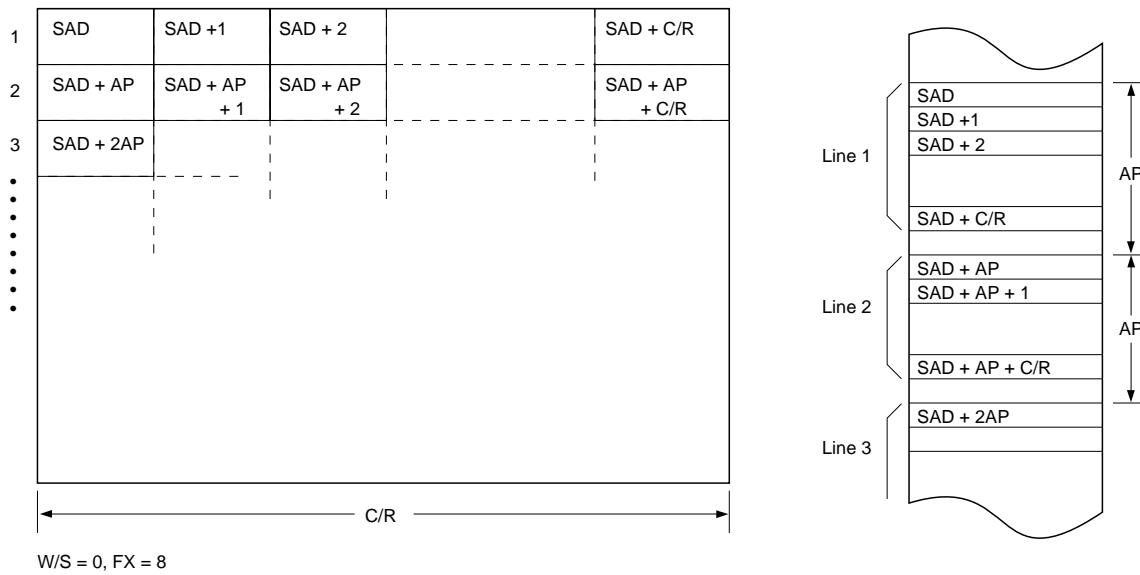 1 SAD SAD +1 SAD + 2 SAD + C/R
2 SAD + AP SAD + AP + 1 SAD + AP + 2 SAD + AP + C/R
3 SAD + 2AP
C/R
W/S = 0, FX = 8
Line 1
SAD
SAD +1
SAD + 2
SAD + C/R
AP
Line 2
SAD + AP
SAD + AP + 1
SAD + AP + C/R
AP
Line 3
SAD + 2AP